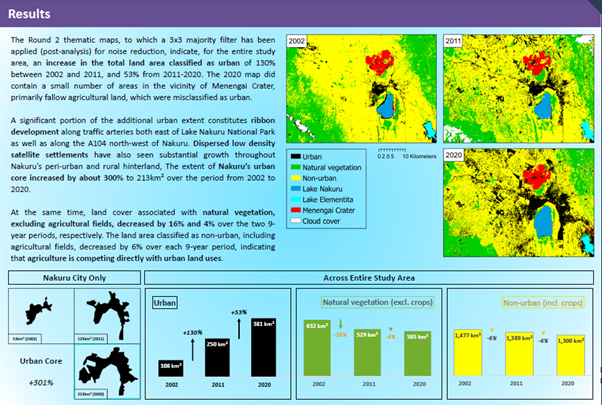 Results
The Round 2 thematic maps, to which a 3x3 majority filter has been
applied (post-analysis) for noise reduction, indicate, for the entire study
area, an increase in the total land area classified as urban of 130%
between 2002 and 2011, and 53% from 2011-2020. The 2020 map did
contain a small number of areas in the vicinity of Menengai Crater,
primarily fallow agricultural land, which were misclassified as urban.
A significant portion of the additional urban extent constitutes ribbon
development along traffic arteries both east of Lake Nakuru National Park
as well as along the A104 north-west of Nakuru. Dispersed low density
satellite settlements have also seen substantial growth throughout
Nakuru's peri-urban and rural hinterland, The extent of Nakuru's urban
core increased by about 300% to 213km² over the period from 2002 to
2020.
At the same time, land cover associated with natural vegetation,
excluding agricultural fields, decreased by 16% and 4% over the two 9-
year periods, respectively. The land area classified as non-urban, including
agricultural fields, decreased by 6% over each 9-year period, indicating
that agriculture is competing directly with urban land uses.
2002
2011
2020
Urban
Natural vegetation
Non-urban
Lake Nakuru
Lake Elementita
Menengai Crater
Cloud cover
0 2.5 5 10 Kilometers
Nakuru City Only
53km² (2002)
125km² (2011)
Urban Core
+301%
213km² (2020)
Across Entire Study Area
Urban
108 km²
+130%
250 km²
+53%
381 km²
2002 2011 2020
Natural vegetation (excl. crops)
632 km²
-16%
529 km²
-4%
505 km²
2002 2011 2020
Non-urban (incl. crops)
1,477 km²
-6%
1,389 km²
-6%
1,300 km²
2002 2011 2020